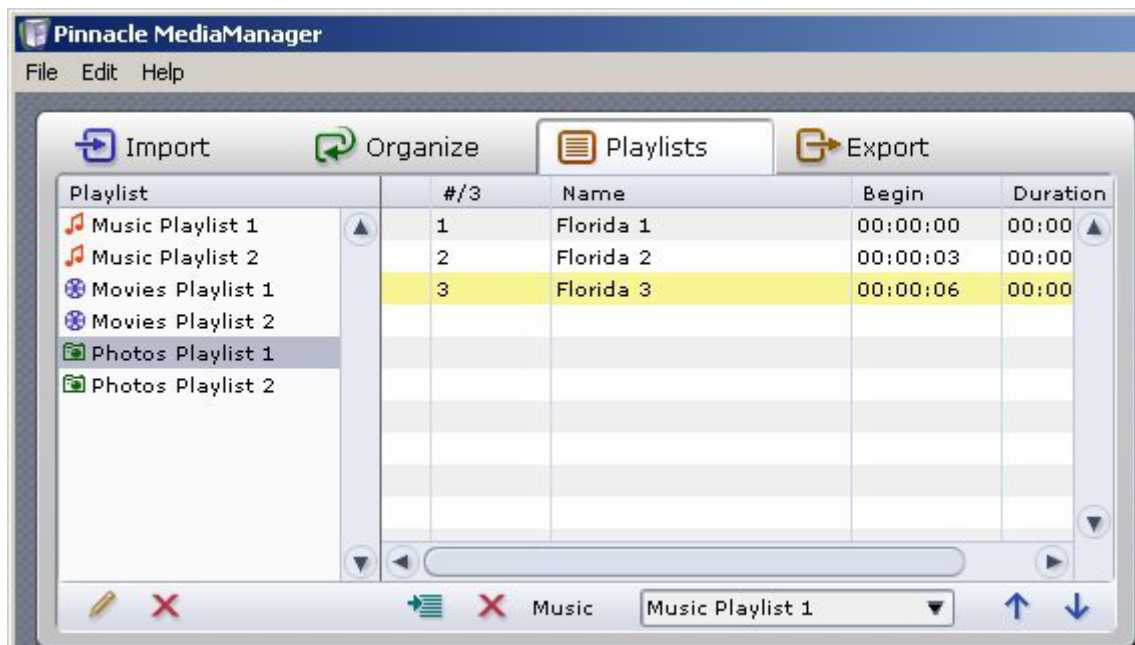 Pinnacle MediaManager
File Edit Help
Import Organize Playlists Export
Playlist #/3 Name Begin Duration
Music Playlist 1 1 Florida 1 00:00:00 00:00
Music Playlist 2 2 Florida 2 00:00:03 00:00
Movies Playlist 1 3 Florida 3 00:00:06 00:00
Movies Playlist 2
Photos Playlist 1
Photos Playlist 2
Music Music Playlist 1